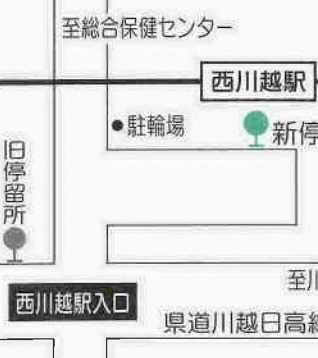 至総合保健センター
西川越駅
●駐輪場
新停
旧停留所
至川
西川越駅入口
県道川越日高